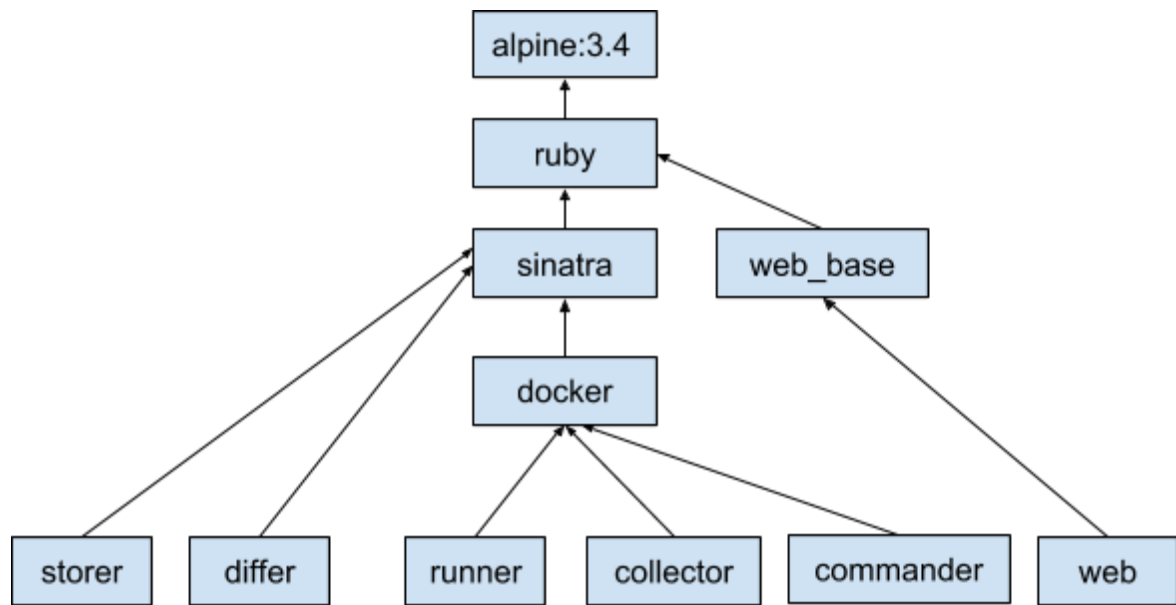 alpine:3.4
ruby
sinatra
web_base
docker
storer
differ
runner
collector
commander
web